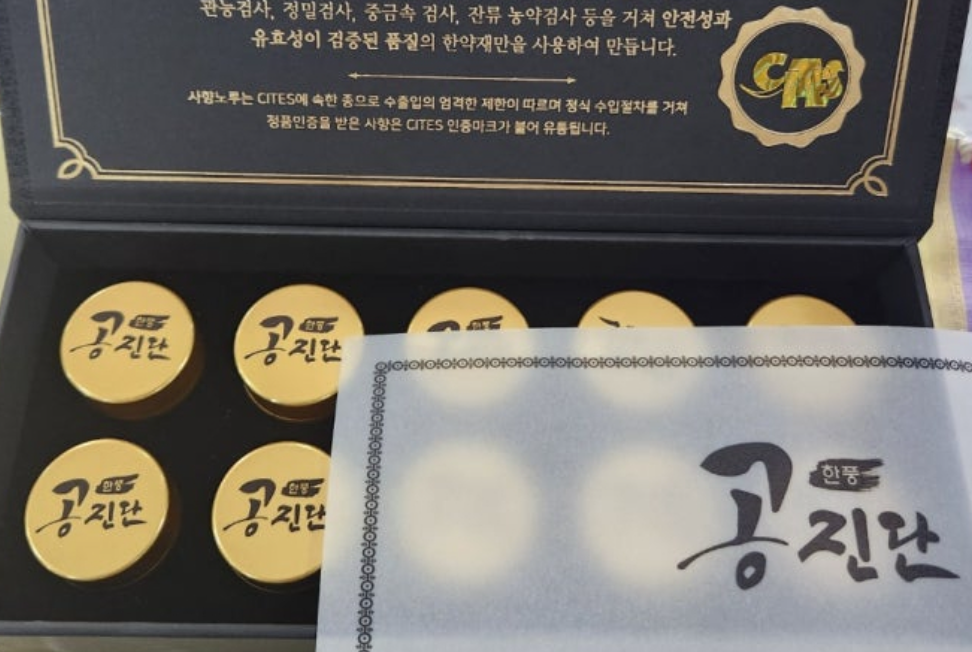 관능검사, 정밀검사, 중금속 검사, 잔류 농약검사 등을 거쳐 안전성과
유효성이 검증된 품질의 한약재만을 사용하여 만듭니다.
사향노루는 CITES에 속한 종으로 수출입의 엄격한 제한이 따르며 정식 수입절차를 거쳐
정품인증을 받은 사향은 CITES 인증마크가 붙어 유통됩니다.
한풍
공진단
한풍
공진단
한풍
한풍
공진단
한풍
공진단
한풍
공진단